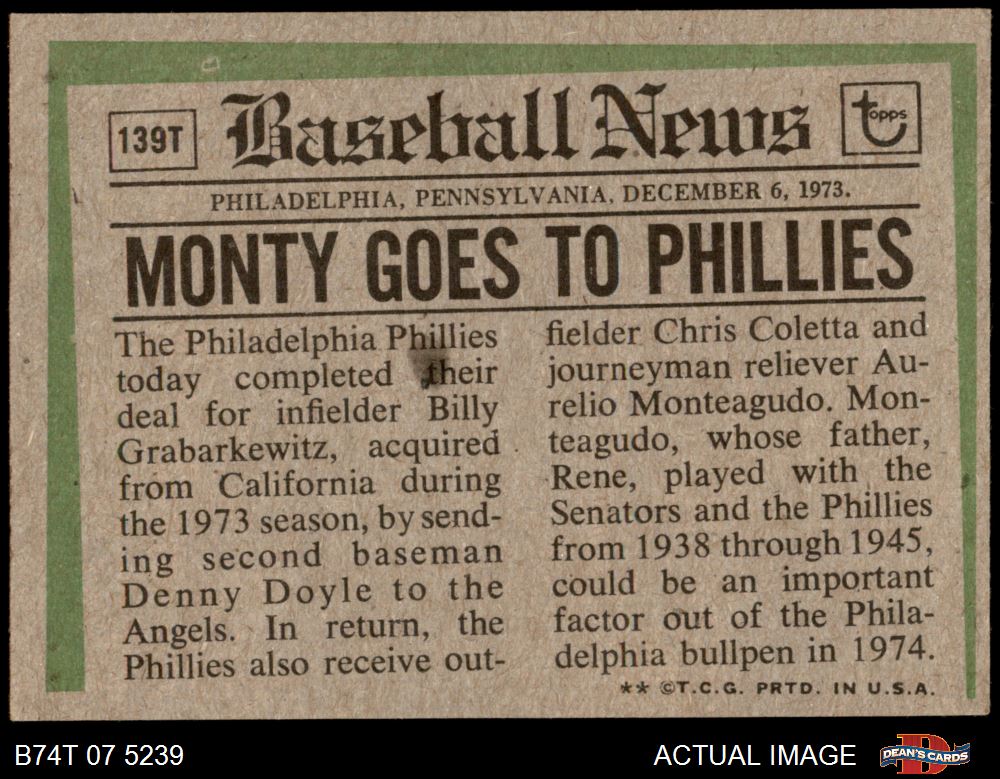 139T
Baseball News
topps
PHILADELPHIA, PENNSYLVANIA, DECEMBER 6, 1973.
MONTY GOES TO PHILLIES
The Philadelphia Phillies
today completed their
deal for infielder Billy
Grabarkewitz, acquired
from California during
the 1973 season, by send-
ing second baseman
Denny Doyle to the
Angels. In return, the
Phillies also receive out-
fielder Chris Coletta and
journeyman reliever Au-
relio Monteagudo. Mon-
teagudo, whose father,
Rene, played with the
Senators and the Phillies
from 1938 through 1945,
could be an important
factor out of the Phila-
delphia bullpen in 1974.
** ©T.C.G. PRTD. IN U.S.A.
B74T 07 5239
ACTUAL IMAGE
DEAN'S CARDS